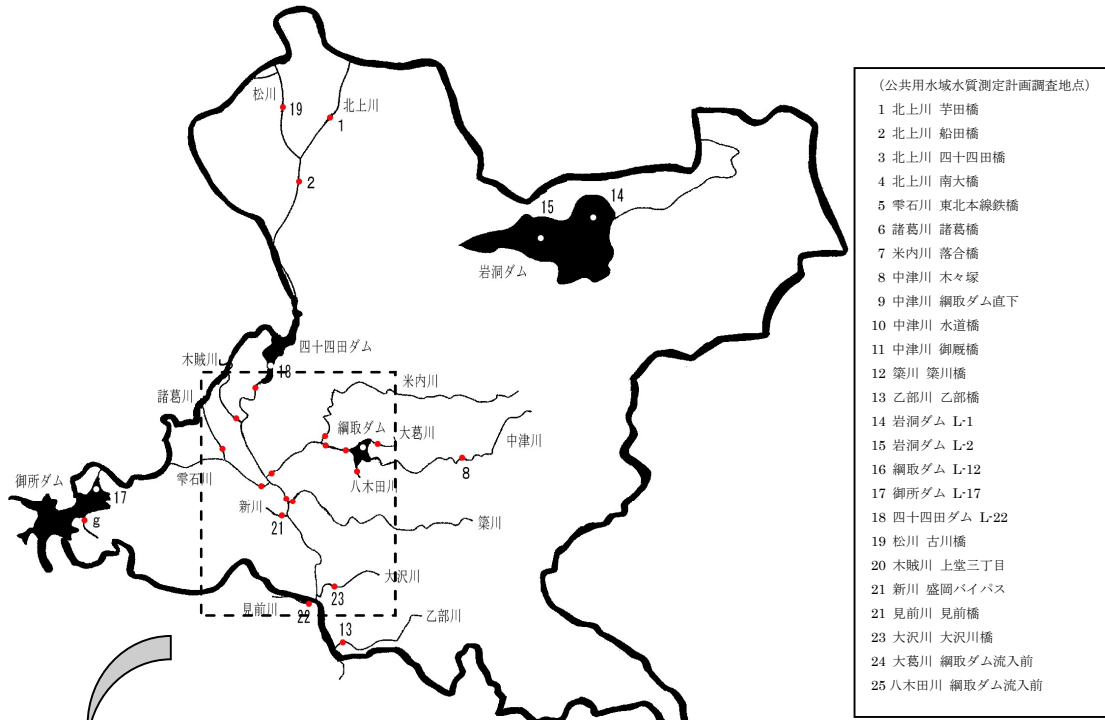 松川
19
北上川
1
2
15
14
岩洞ダム
木賊川
四十四田ダム
18
諸葛川
米内川
綱取ダム
大葛川
中津川
8
八木田川
御所ダム
17
g
雫石川
新川
21
簗川
大沢川
23
見前川
22
乙部川
13
(公共用水域水質測定計画調査地点)
1 北上川 芋田橋
2 北上川 船田橋
3 北上川 四十四田橋
4 北上川 南大橋
5 雫石川 東北本線鉄橋
6 諸葛川 諸葛橋
7 米内川 落合橋
8 中津川 木々塚
9 中津川 綱取ダム直下
10 中津川 水道橋
11 中津川 御厩橋
12 簗川 簗川橋
13 乙部川 乙部橋
14 岩洞ダム L-1
15 岩洞ダム L-2
16 綱取ダム L-12
17 御所ダム L-17
18 四十四田ダム L-22
19 松川 古川橋
20 木賊川 上堂三丁目
21 新川 盛岡バイパス
21 見前川 見前橋
23 大沢川 大沢川橋
24 大葛川 綱取ダム流入前
25 八木田川 綱取ダム流入前